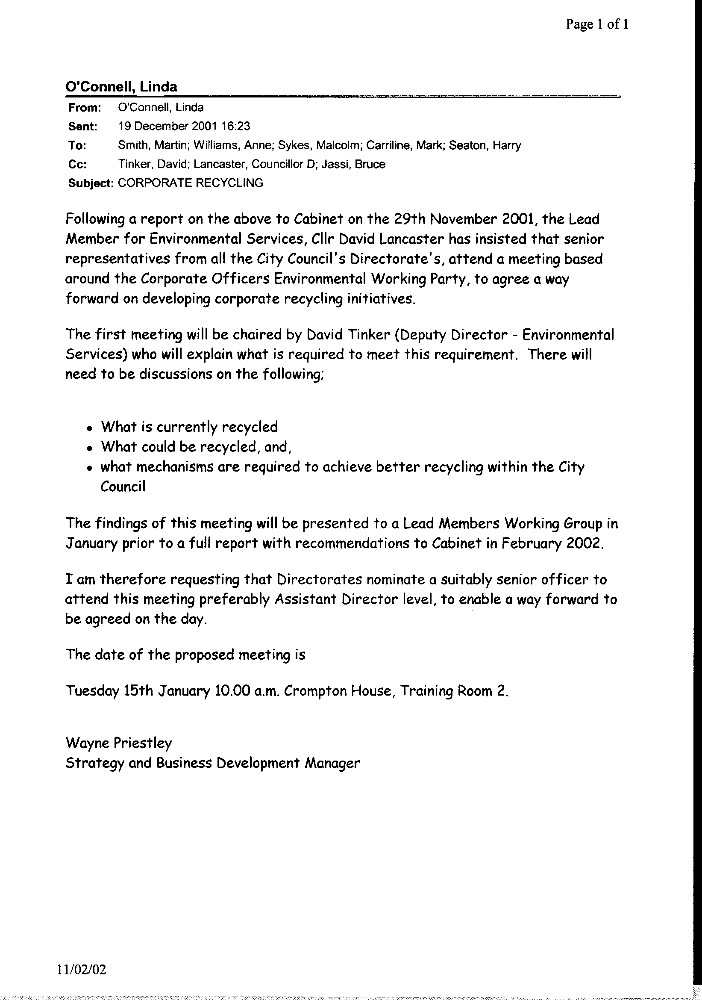 Page 1 of 1
O'Connell, Linda
From: O'Connell, Linda
Sent: 19 December 2001 16:23
To: Smith, Martin; Williams, Anne; Sykes, Malcolm; Carriline, Mark; Seaton, Harry
Cc: Tinker, David; Lancaster, Councillor D; Jassi, Bruce
Subject: CORPORATE RECYCLING
Following a report on the above to Cabinet on the 29th November 2001, the Lead
Member for Environmental Services, Cllr David Lancaster has insisted that senior
representatives from all the City Council's Directorate's, attend a meeting based
around the Corporate Officers Environmental Working Party, to agree a way
forward on developing corporate recycling initiatives.
The first meeting will be chaired by David Tinker (Deputy Director - Environmental
Services) who will explain what is required to meet this requirement. There will
need to be discussions on the following;
• What is currently recycled
• What could be recycled, and,
• what mechanisms are required to achieve better recycling within the City
Council
The findings of this meeting will be presented to a Lead Members Working Group in
January prior to a full report with recommendations to Cabinet in February 2002.
I am therefore requesting that Directorates nominate a suitably senior officer to
attend this meeting preferably Assistant Director level, to enable a way forward to
be agreed on the day.
The date of the proposed meeting is
Tuesday 15th January 10.00 a.m. Crompton House, Training Room 2.
Wayne Priestley
Strategy and Business Development Manager
11/02/02